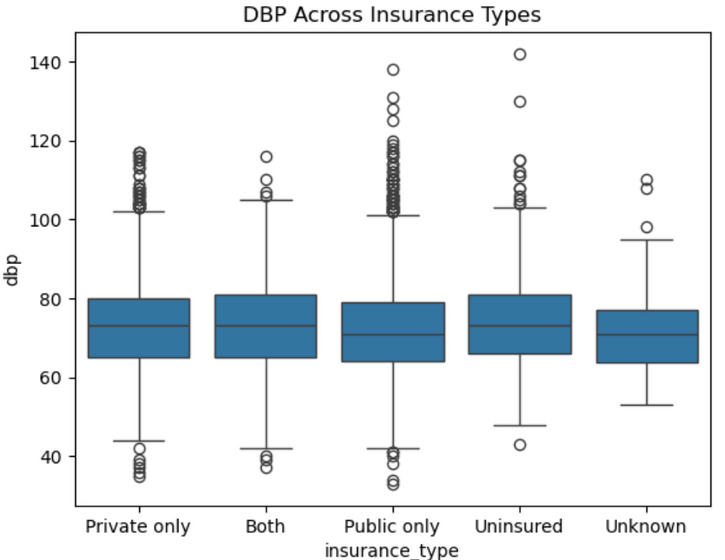 DBP Across Insurance Types
140
120
100
80
60
40
dbp
Private only
Both
Public only
Uninsured
Unknown
insurance_type